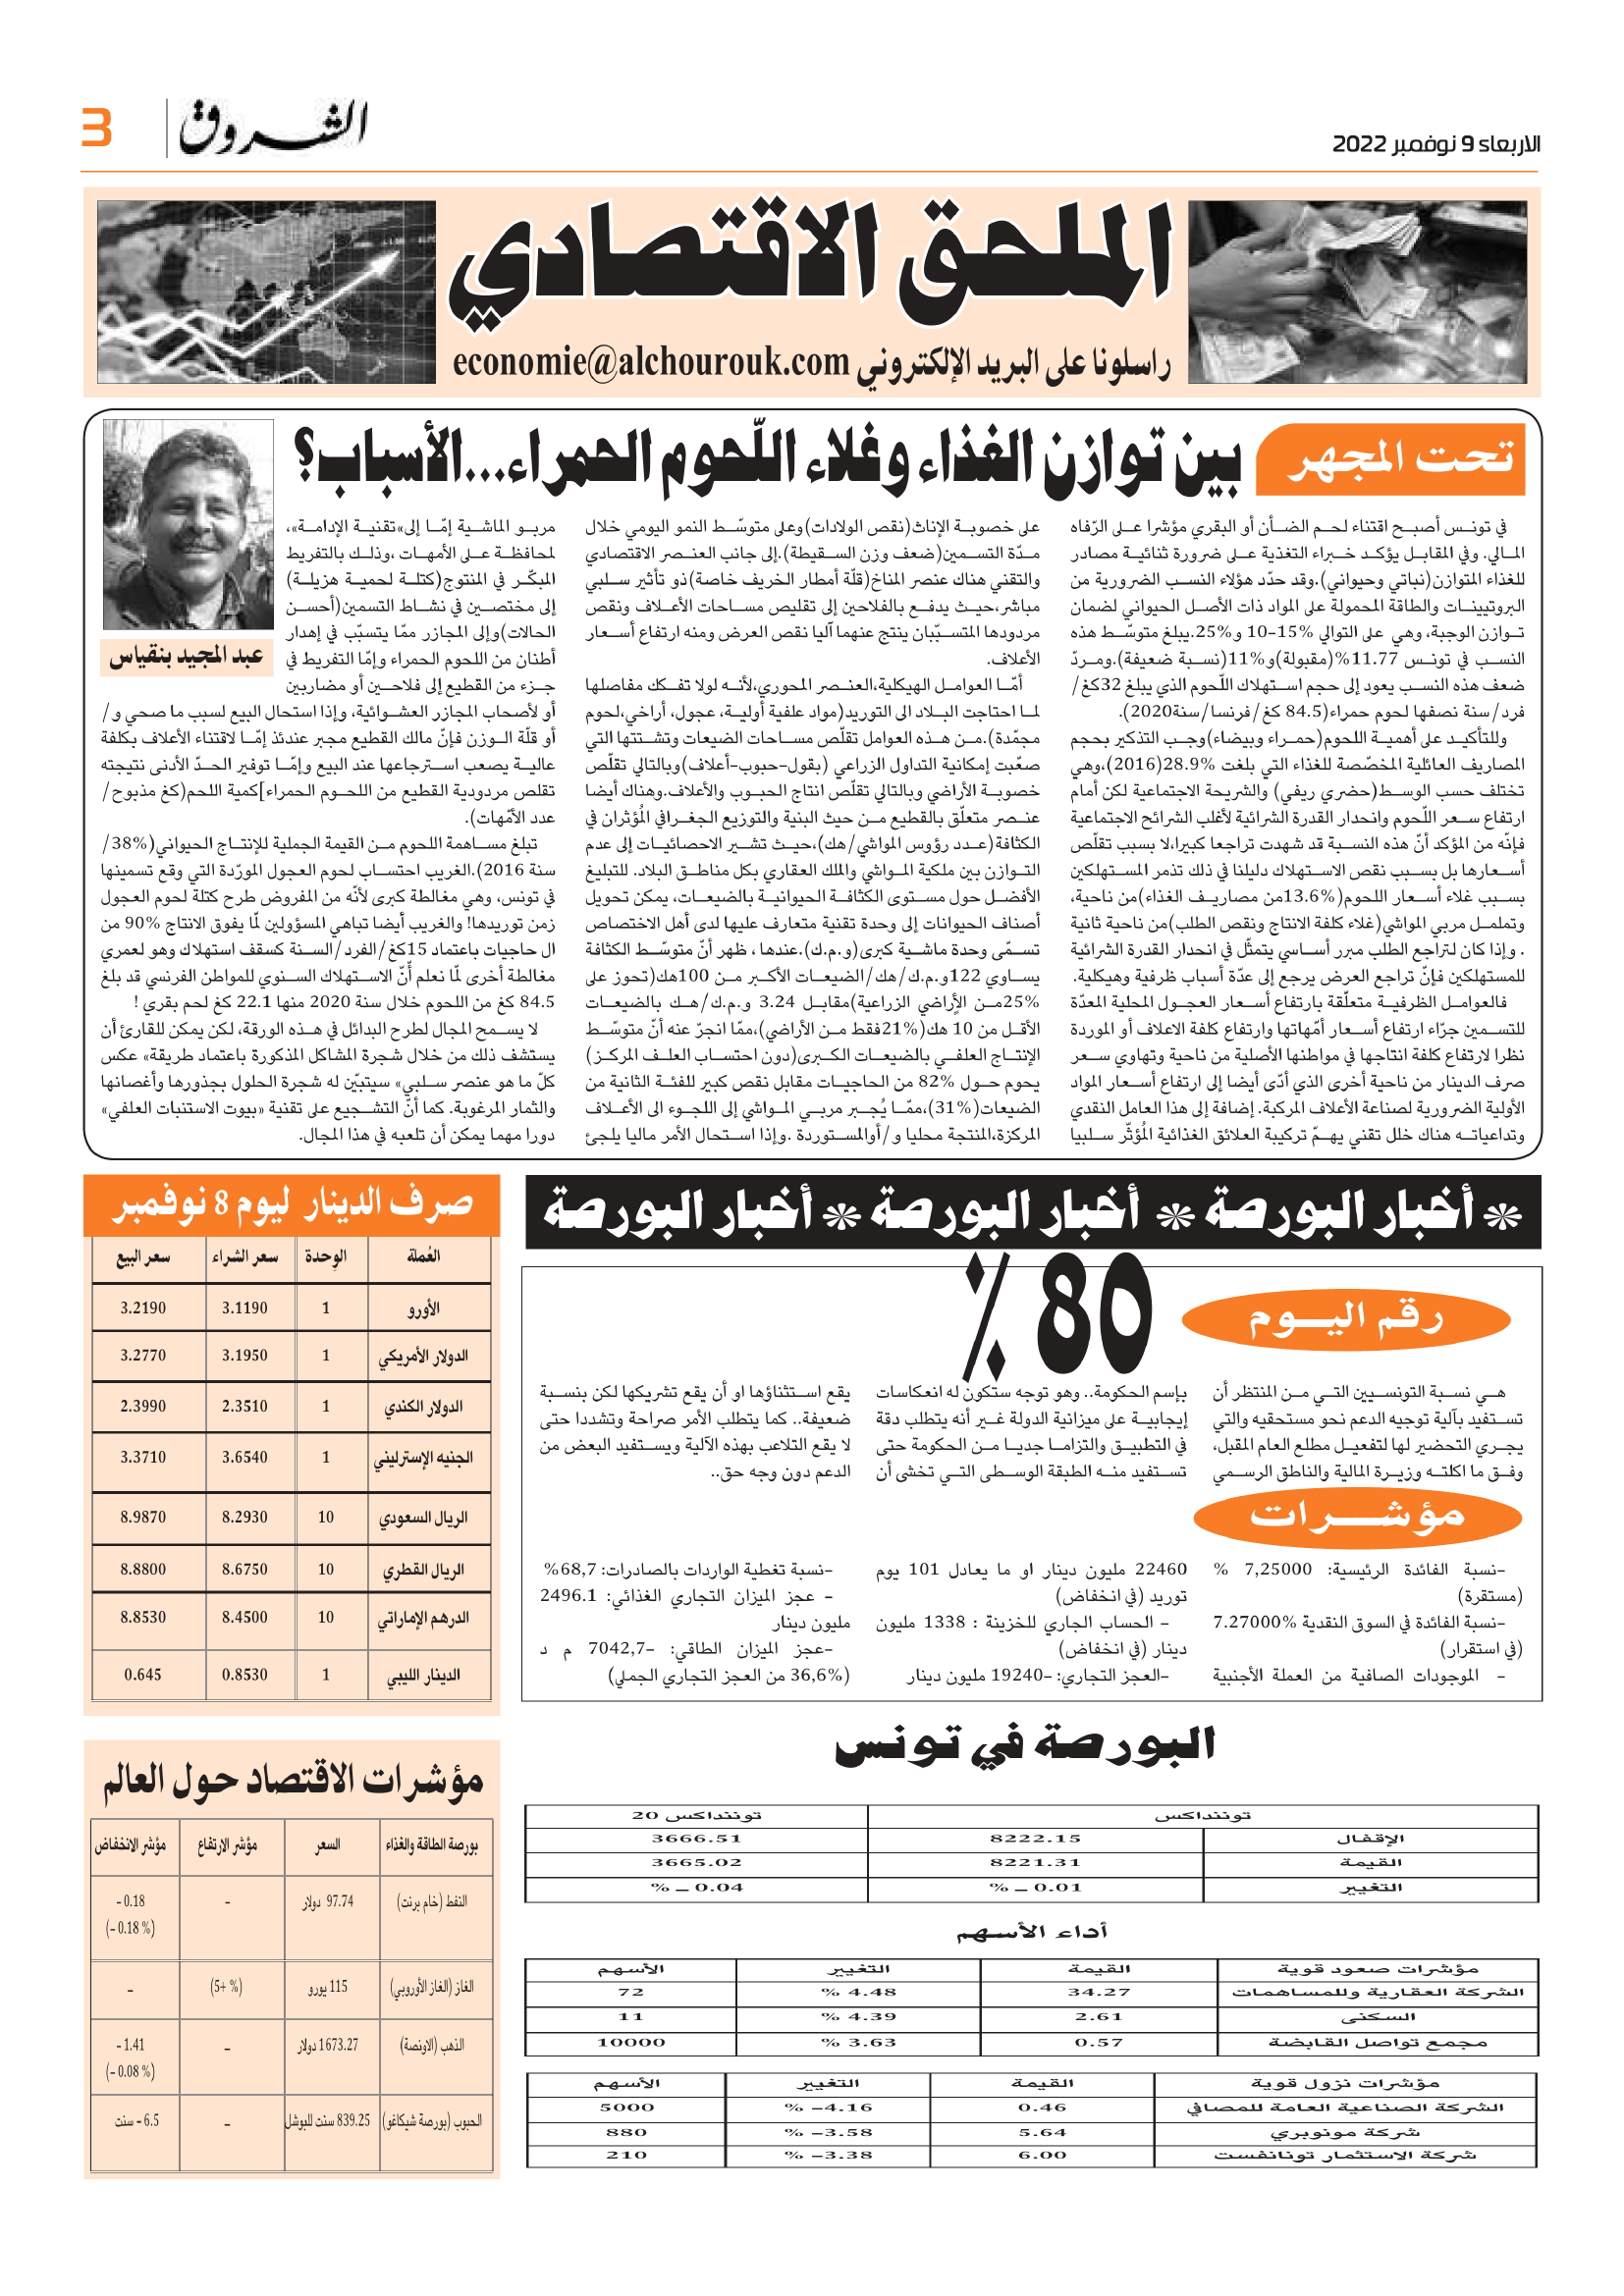 الاربعاء 9 نوفمبر 2022
الشروق
3
الملحق الاقتصادي
راسلونا على البريد الإلكتروني economie@alchourouk.com
تحت المجهر
بين توازن الغذاء وغلاء اللّحوم الحمراء...الأسباب؟
عبد المجيد بنقياس
في تونس أصبح اقتناء لحم الضأن أو البقري مؤشرا على الرّفاه
المالي. وفي المقابل يؤكد خبراء التغذية على ضرورة ثنائية مصادر
للغذاء المتوازن(نباتي وحيواني).وقد حدّد هؤلاء النسب الضرورية من
البروتيينات والطاقة المحمولة على المواد ذات الأصل الحيواني لضمان
توازن الوجبة، وهي على التوالي 15%-10 و25%.يبلغ متوسّط هذه
النسب في تونس 11.77%(مقبولة)و11%(نسبة ضعيفة).ومردّ
ضعف هذه النسب يعود إلى حجم استهلاك اللّحوم الذي يبلغ 32كغ/
فرد/سنة نصفها لحوم حمراء(84.5 كغ/فرنسا/سنة2020).
وللتأكيد على أهمية اللحوم(حمراء وبيضاء)وجب التذكير بحجم
المصاريف العائلية المخصّصة للغذاء التي بلغت 28.9%(2016)،وهي
تختلف حسب الوسط(حضري ريفي) والشريحة الاجتماعية لكن أمام
ارتفاع سعر اللّحوم وانحدار القدرة الشرائية لأغلب الشرائح الاجتماعية
فإنّه من المؤكد أنّ هذه النسبة قد شهدت تراجعا كبيرا،لا بسبب تقلّص
أسعارها بل بسبب نقص الاستهلاك دليلنا في ذلك تذمر المستهلكين
بسبب غلاء أسعار اللحوم(13.6%من مصاريف الغذاء)من ناحية،
وتململ مربي المواشي(غلاء كلفة الانتاج ونقص الطلب)من ناحية ثانية
. وإذا كان لتراجع الطلب مبرر أساسي يتمثّل في انحدار القدرة الشرائية
للمستهلكين فإنّ تراجع العرض يرجع إلى عدّة أسباب ظرفية وهيكلية.
فالعوامل الظرفية متعلّقة بارتفاع أسعار العجول المحلية المعدّة
للتسمين جرّاء ارتفاع أسعار أمّهاتها وارتفاع كلفة الاعلاف أو الموردة
نظرا لارتفاع كلفة انتاجها في مواطنها الأصلية من ناحية وتهاوي سعر
صرف الدينار من ناحية أخرى الذي أدّى أيضا إلى ارتفاع أسعار المواد
الأولية الضرورية لصناعة الأعلاف المركبة. إضافة إلى هذا العامل النقدي
وتداعياته هناك خلل تقني يهمّ تركيبة العلائق الغذائية المُؤثّر سلبيا
على خصوبة الإناث(نقص الولادات)وعلى متوسّط النمو اليومي خلال
مدّة التسمين(ضعف وزن السقيطة).إلى جانب العنصر الاقتصادي
والتقني هناك عنصر المناخ(قلّة أمطار الخريف خاصة)ذو تأثير سلبي
مباشر،حيث يدفع بالفلاحين إلى تقليص مساحات الأعلاف ونقص
مردودها المتسبّبان ينتج عنهما آليا نقص العرض ومنه ارتفاع أسعار
الأعلاف.
أمّا العوامل الهيكلية،العنصر المحوري،لأنه لولا تفكك مفاصلها
لما احتاجت البلاد الى التوريد(مواد علفية أولية، عجول، أراخي،لحوم
مجمّدة).من هذه العوامل تقلّص مساحات الضيعات وتشتتها التي
صعّبت إمكانية التداول الزراعي (بقول-حبوب-أعلاف)وبالتالي تقلّص
خصوبة الأراضي وبالتالي تقلّص انتاج الحبوب والأعلاف.وهناك أيضا
عنصر متعلّق بالقطيع من حيث البنية والتوزيع الجغرافي المُؤثران في
الكثافة(عدد رؤوس المواشي/هك)،حيث تشير الاحصائيات إلى عدم
التوازن بين ملكية المواشي والملك العقاري بكل مناطق البلاد. للتبليغ
الأفضل حول مستوى الكثافة الحيوانية بالضيعات، يمكن تحويل
أصناف الحيوانات إلى وحدة تقنية متعارف عليها لدى أهل الاختصاص
تسمّى وحدة ماشية كبرى(و.م.ك).عندها ، ظهر أنّ متوسّط الكثافة
يساوي 122و.م.ك/هك/الضيعات الأكبر من 100هك(تحوز على
25%من الأراضي الزراعية)مقابل 3.24 و.م.ك/هك بالضيعات
الأقل من 10 هك(21%فقط من الأراضي)،ممّا انجرّ عنه أنّ متوسّط
الإنتاج العلفي بالضيعات الكبرى(دون احتساب العلف المركز)
يحوم حول 82% من الحاجيات مقابل نقص كبير للفئة الثانية من
الضيعات(31%)،ممّا يُجبر مربي المواشي إلى اللجوء الى الأعلاف
المركزة،المنتجة محليا و/أوالمستوردة .وإذا استحال الأمر ماليا يلجئ
مربو الماشية إمّا إلى»تقنية الإدامة»،
لمحافظة على الأمهات ،وذلك بالتفريط
المبكّر في المنتوج(كتلة لحمية هزيلة)
إلى مختصين في نشاط التسمين(أحسن
الحالات)وإلى المجازر ممّا يتسبّب في إهدار
أطنان من اللحوم الحمراء وإمّا التفريط في
جزء من القطيع إلى فلاحين أو مضاربين
أو لأصحاب المجازر العشوائية، وإذا استحال البيع لسبب ما صحي و/
أو قلّة الوزن فإنّ مالك القطيع مجبر عندئذ إمّا لاقتناء الأعلاف بكلفة
عالية يصعب استرجاعها عند البيع وإمّا توفير الحدّ الأدنى نتيجته
تقلص مردودية القطيع من اللحوم الحمراء]كمية اللحم(كغ مذبوح/
عدد الأمّهات).
تبلغ مساهمة اللحوم من القيمة الجملية للإنتاج الحيواني(38%/
سنة 2016).الغريب احتساب لحوم العجول المورّدة التي وقع تسمينها
في تونس، وهي مغالطة كبرى لأنّه من المفروض طرح كتلة لحوم العجول
زمن توريدها! والغريب أيضا تباهي المسؤولين لمّا يفوق الانتاج 90% من
ال حاجيات باعتماد 15كغ/الفرد/السنة كسقف استهلاك وهو لعمري
مغالطة أخرى لمّا نعلم أنّ الاستهلاك السنوي للمواطن الفرنسي قد بلغ
84.5 كغ من اللحوم خلال سنة 2020 منها 22.1 كغ لحم بقري !
لا يسمح المجال لطرح البدائل في هذه الورقة، لكن يمكن للقارئ أن
يستشف ذلك من خلال شجرة المشاكل المذكورة باعتماد طريقة» عكس
كلّ ما هو عنصر سلبي» سيتبيّن له شجرة الحلول بجذورها وأغصانها
والثمار المرغوبة. كما أنّ التشجيع على تقنية «بيوت الاستنبات العلفي»
دورا مهما يمكن أن تلعبه في هذا المجال.
* أخبار البورصة * أخبار البورصة * أخبار البورصة
رقم اليوم
80 ٪
هي نسبة التونسيين التي من المنتظر أن
تستفيد بآلية توجيه الدعم نحو مستحقيه والتي
يجري التحضير لها لتفعيل مطلع العام المقبل،
وفق ما اكلته وزيرة المالية والناطق الرسمي
بإسم الحكومة.. وهو توجه ستكون له انعكاسات
إيجابية على ميزانية الدولة غير أنه يتطلب دقة
في التطبيق والتزاما جديا من الحكومة حتى
تستفيد منه الطبقة الوسطى التي تخشى أن
يقع استثناؤها او أن يقع تشريكها لكن بنسبة
ضعيفة.. كما يتطلب الأمر صراحة وتشددا حتى
لا يقع التلاعب بهذه الآلية ويستفيد البعض من
الدعم دون وجه حق..
مؤشرات
-نسبة الفائدة الرئيسية: 7,25000 %
(مستقرة)
-نسبة الفائدة في السوق النقدية 7.27000%
(في استقرار)
- الموجودات الصافية من العملة الأجنبية
22460 مليون دينار او ما يعادل 101 يوم
توريد (في انخفاض)
- الحساب الجاري للخزينة : 1338 مليون
دينار (في انخفاض)
-العجز التجاري: -19240 مليون دينار
-نسبة تغطية الواردات بالصادرات: 68,7%
- عجز الميزان التجاري الغذائي: 2496.1
مليون دينار
-عجز الميزان الطاقي: -7042,7 م د
(36,6% من العجز التجاري الجملي)
صرف الدينار ليوم 8 نوفمبر
العُملة الوِحدة سعر الشراء سعر البيع
الأورو 1 3.1190 3.2190
الدولار الأمريكي 1 3.1950 3.2770
الدولار الكندي 1 2.3510 2.3990
الجنيه الإسترليني 1 3.6540 3.3710
الريال السعودي 10 8.2930 8.9870
الريال القطري 10 8.6750 8.8800
الدرهم الإماراتي 10 8.4500 8.8530
الدينار الليبي 1 0.8530 0.645
البورصة في تونس
توننداكس توننداكس 20
الإقفال 8222.15 3666.51
القيمة 8221.31 3665.02
التغيير 0.01 – % 0.04 – %
أداء الأسهم
مؤشرات صعود قوية القيمة التغيير الأسهم
الشركة العقارية وللمساهمات 34.27 4.48 % 72
السكنى 2.61 4.39 % 11
مجمع تواصل القابضة 0.57 3.63 % 10000
مؤشرات نزول قوية القيمة التغيير الأسهم
الشركة الصناعية العامة للمصافي 0.46 4.16– % 5000
شركة مونوبري 5.64 3.58– % 880
شركة الاستثمار تونانفست 6.00 3.38– % 210
مؤشرات الاقتصاد حول العالم
بورصة الطاقة والغذاء السعر مؤشر الارتفاع مؤشر الانخفاض
النفط (خام برنت) 97.74 دولار - 0.18 -
(- 0.18 %)
الغاز (الغاز الأوروبي) 115 يورو (5+ %) -
الذهب (الاونصة) 1673.27 دولار - 1.41 -
(- 0.08 %)
الحبوب (بورصة شيكاغو) 839.25 سنت للبوشل - 6.5 - سنت